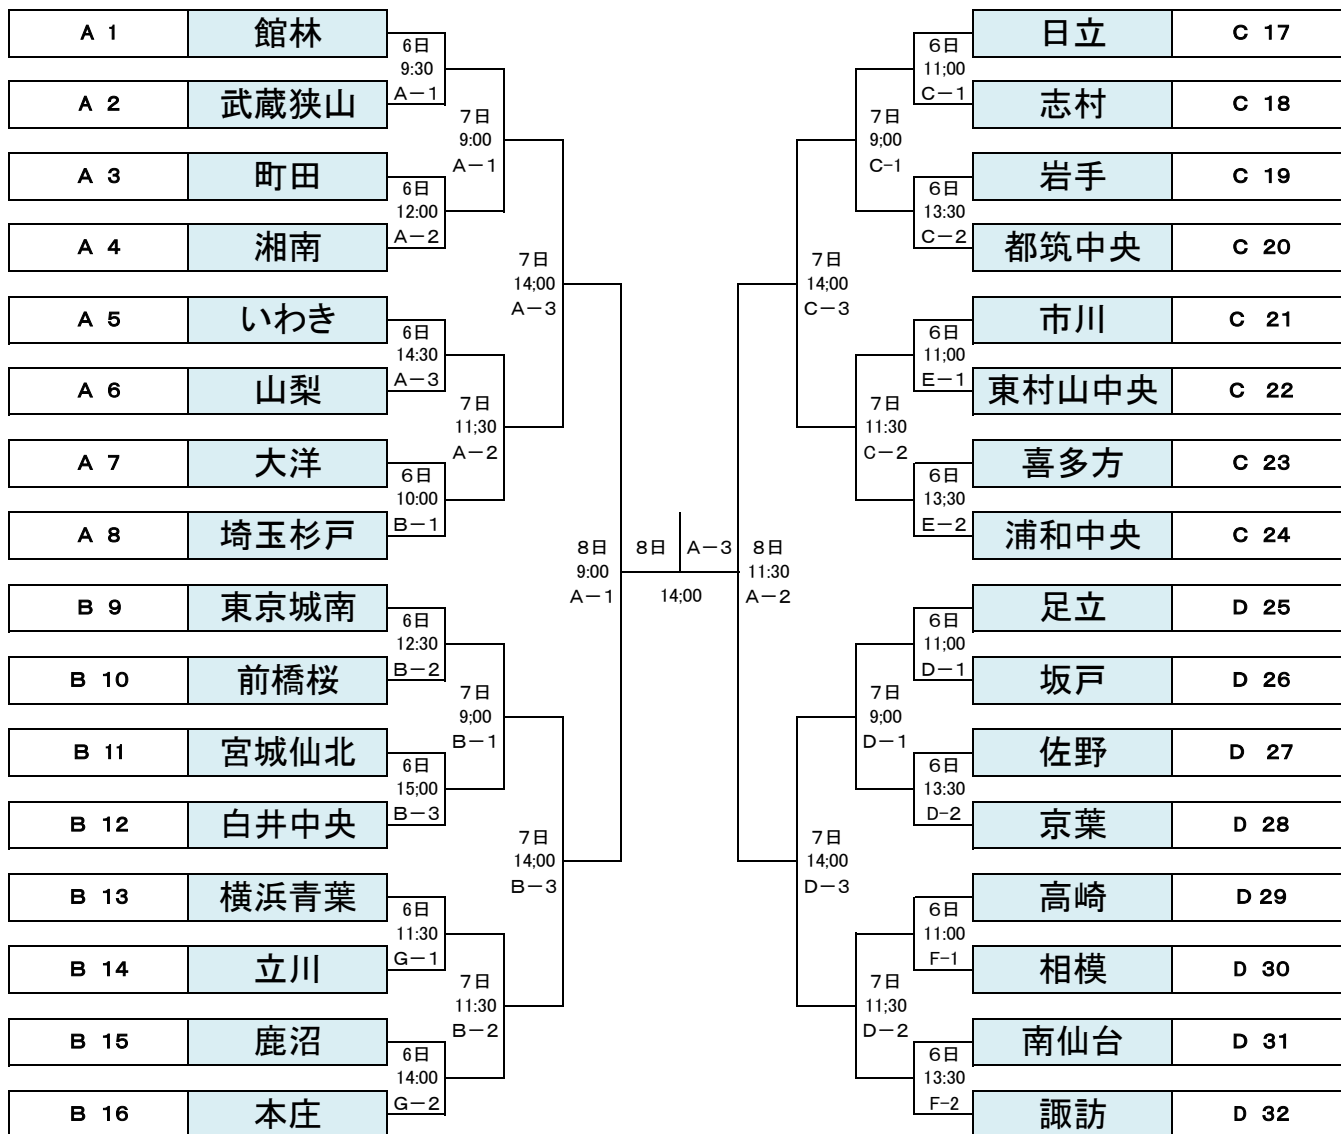 A 1 館林
6日
9:30
A－1
A 2 武蔵狭山
7日
9:00
A－1
A 3 町田
6日
12:00
A－2
A 4 湘南
7日
14;00
A－3
A 5 いわき
6日
14:30
A－3
A 6 山梨
7日
11;30
A－2
A 7 大洋
6日
10:00
B－1
A 8 埼玉杉戸
8日
9:00
A－1
B 9 東京城南
6日
12:30
B－2
B 10 前橋桜
7日
9;00
B－1
B 11 宮城仙北
6日
15;00
B－3
B 12 白井中央
7日
14;00
B－3
B 13 横浜青葉
6日
11:30
G－1
B 14 立川
7日
11:30
B－2
B 15 鹿沼
6日
14:00
G－2
B 16 本庄
8日 A－3
14;00
8日
11:30
A－2
日立 C 17
6日
11;00
C－1
志村 C 18
7日
9;00
C-1
岩手 C 19
6日
13:30
C－2
都筑中央 C 20
7日
14;00
C－3
市川 C 21
6日
11;00
E－1
東村山中央 C 22
7日
11:30
C－2
喜多方 C 23
6日
13;30
E－2
浦和中央 C 24
足立 D 25
6日
11;00
D－1
坂戸 D 26
7日
9;00
D－1
佐野 D 27
6日
13:30
D-2
京葉 D 28
7日
14;00
D－3
高崎 D 29
6日
11:00
F-1
相模 D 30
7日
11;30
D－2
南仙台 D 31
6日
13:30
F-2
諏訪 D 32